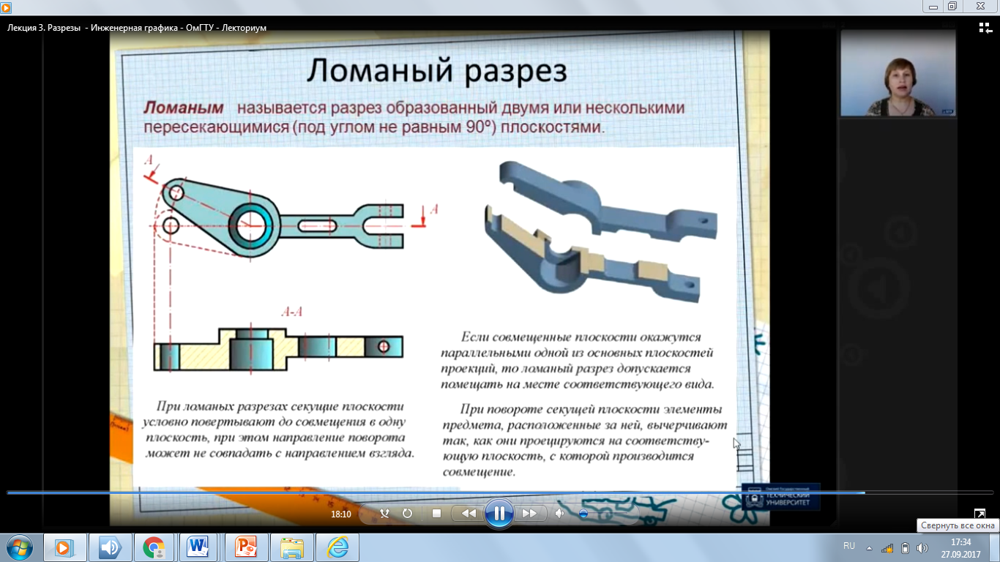 Лекция 3. Разрезы - Инженерная графика - ОмГТУ - Лекториум
Ломаный разрез
Ломаным называется разрез образованный двумя или несколькими
пересекающимися (под углом не равным 90º) плоскостями.
А
А
А-А
При ломаных разрезах секущие плоскости
условно повертывают до совмещения в одну
плоскость, при этом направление поворота
может не совпадать с направлением взгляда.
Если совмещенные плоскости окажутся
параллельными одной из основных плоскостей
проекций, то ломаный разрез допускается
помещать на месте соответствующего вида.
При повороте секущей плоскости элементы
предмета, расположенные за ней, вычерчивают
так, как они проецируются на соответству-
ющую плоскость, с которой производится
совмещение.
ТЕХНИЧЕСКИЙ
УНИВЕРСИТЕТ
18:10
Свернуть все окна
RU
17:34
27.09.2017